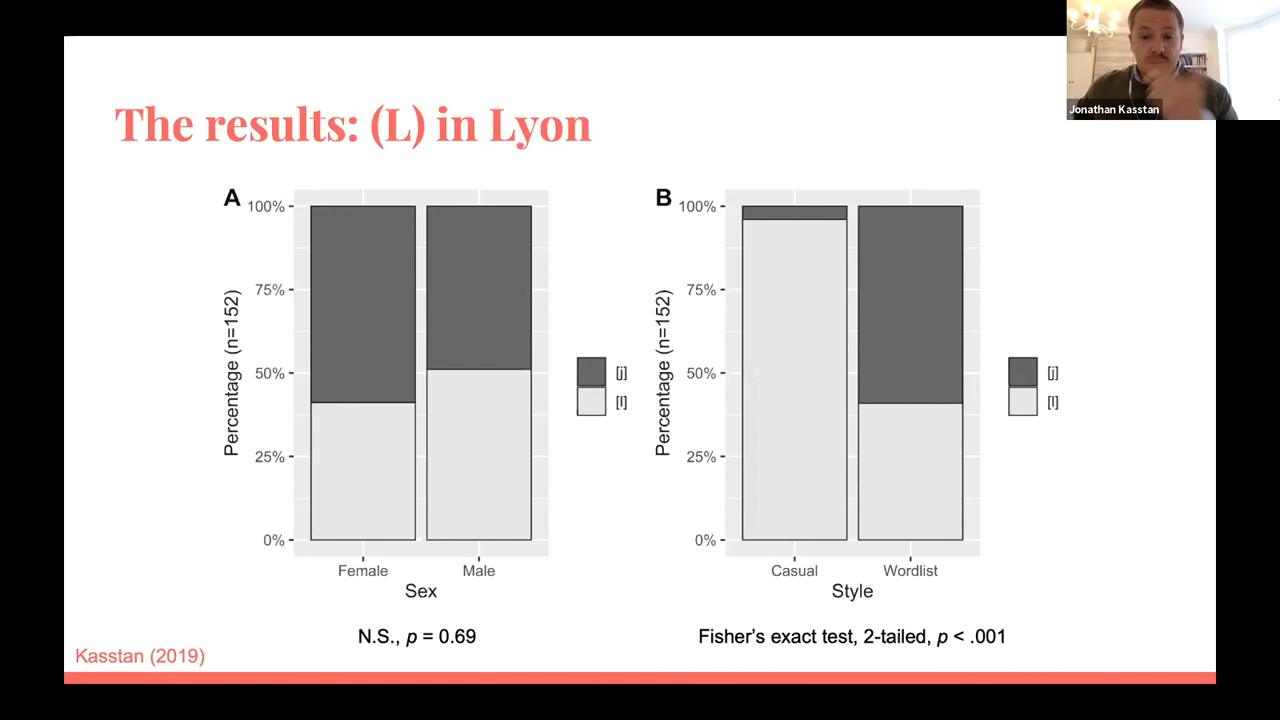 Jonathan Kasstan
The results: (L) in Lyon
A
100%
75%
50%
25%
0%
Percentage (n=152)
Female
Male
Sex
[j]
[l]
N.S., p = 0.69
B
100%
75%
50%
25%
0%
Percentage (n=152)
Casual
Wordlist
Style
[j]
[l]
Fisher’s exact test, 2-tailed, p < .001
Kasstan (2019)